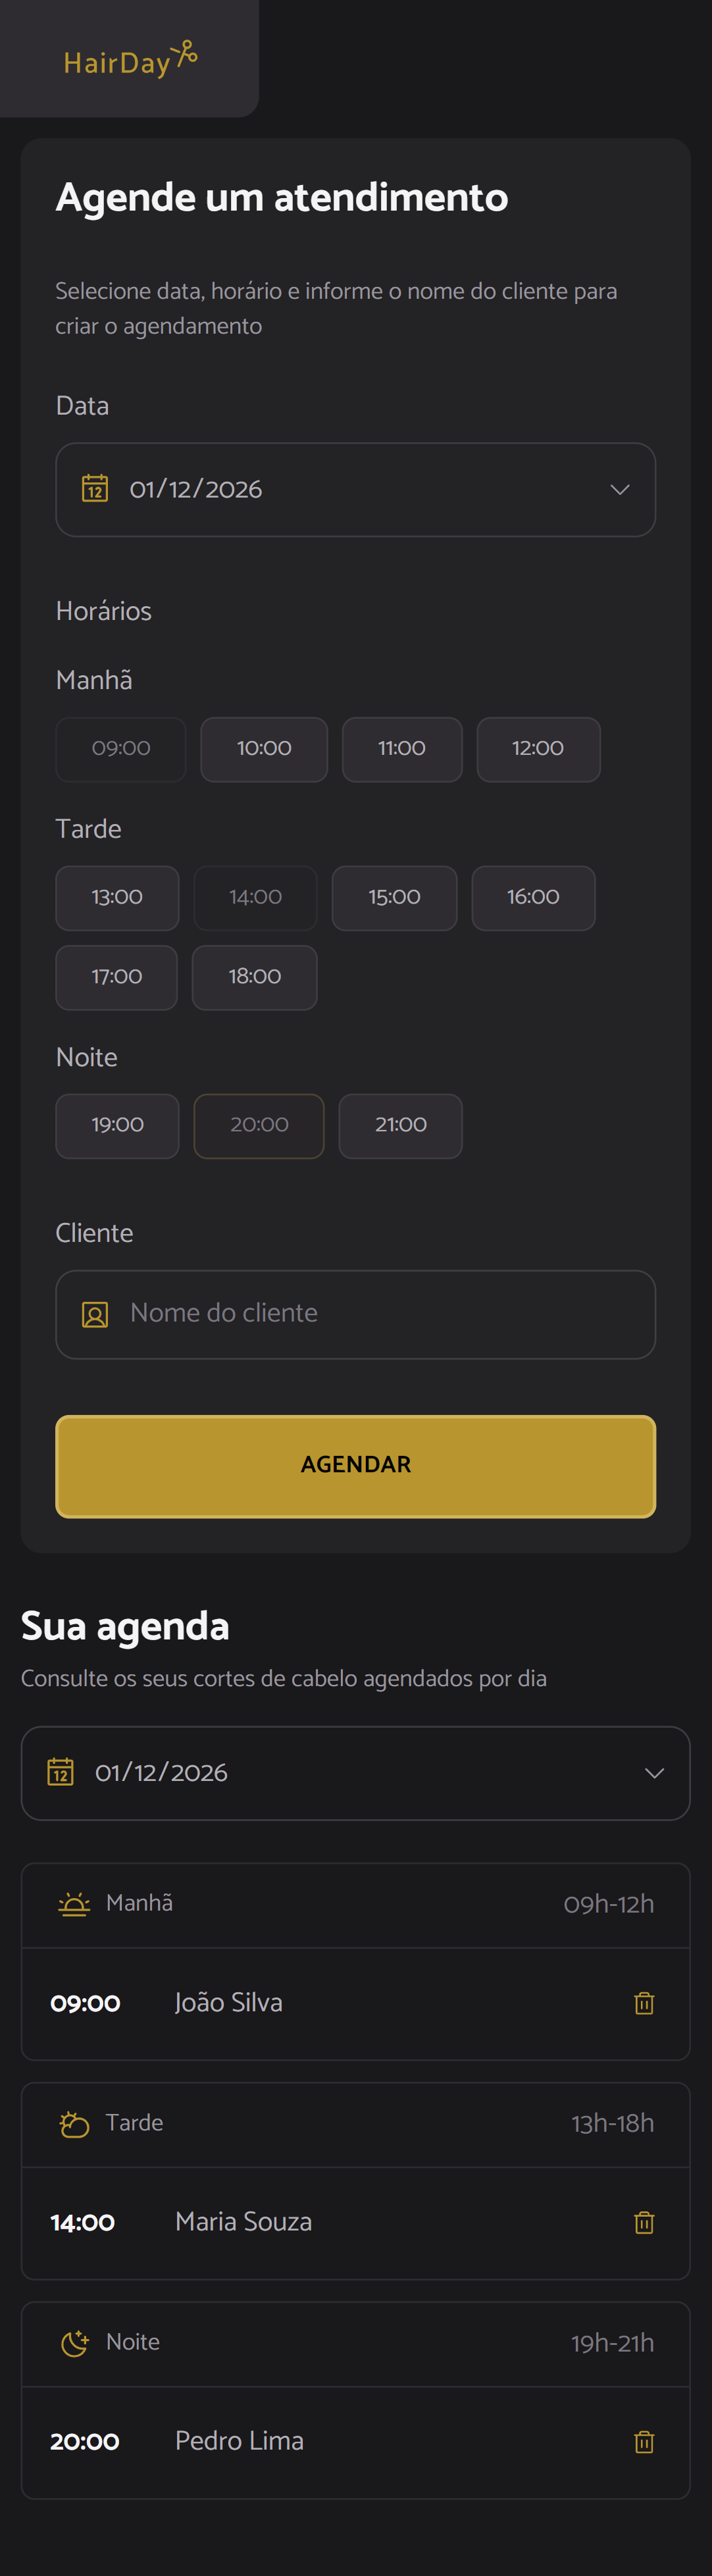 HairDay
Agende um atendimento
Selecione data, horário e informe o nome do cliente para
criar o agendamento
Data
12 01/12/2026
Horários
Manhã
09:00 10:00 11:00 12:00
Tarde
13:00 14:00 15:00 16:00
17:00 18:00
Noite
19:00 20:00 21:00
Cliente
Nome do cliente
AGENDAR
Sua agenda
Consulte os seus cortes de cabelo agendados por dia
12 01/12/2026
Manhã 09h-12h
09:00 João Silva
Tarde 13h-18h
14:00 Maria Souza
Noite 19h-21h
20:00 Pedro Lima